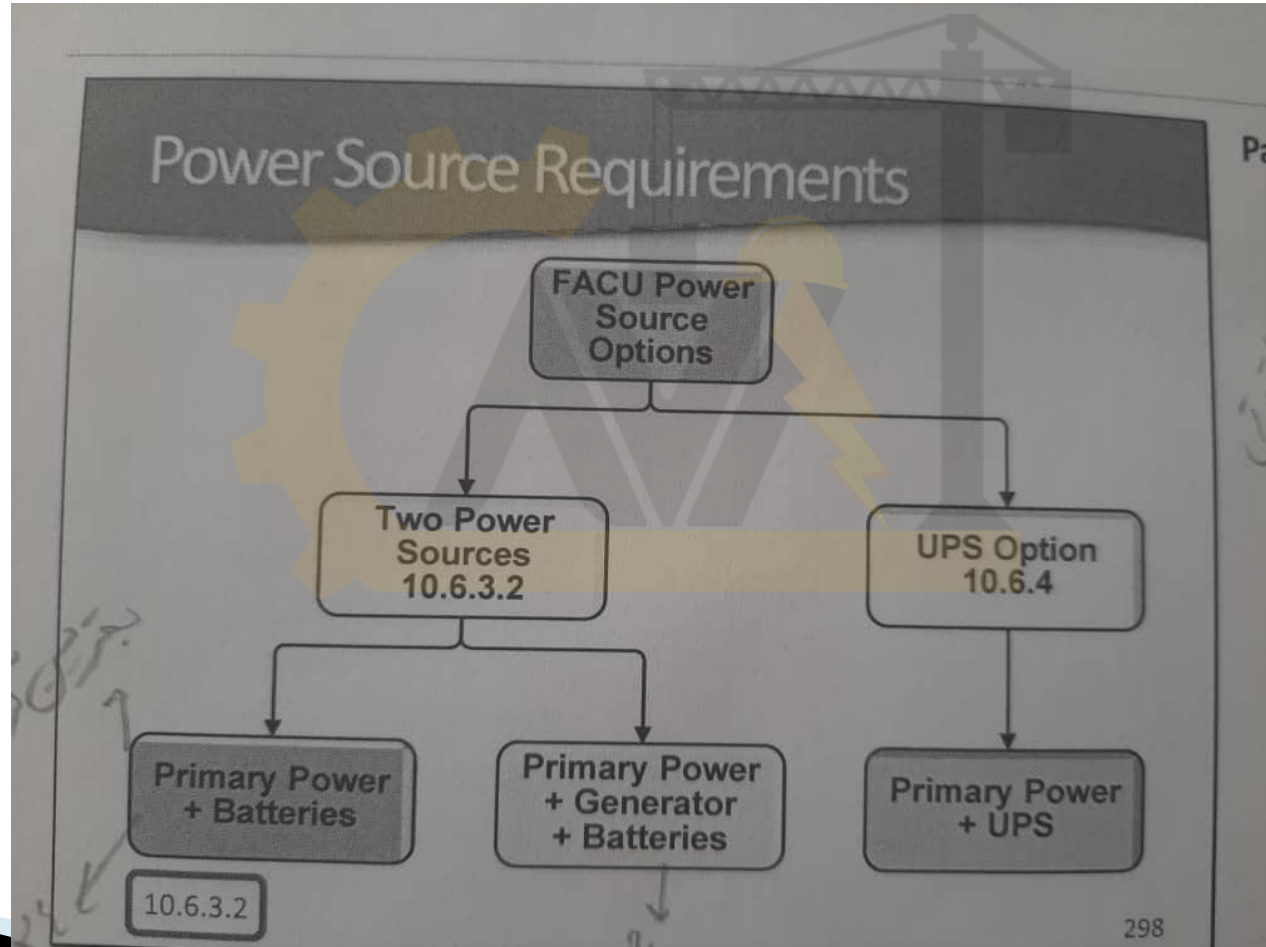 Power Source Requirements
Pa
FACU Power
Source
Options
Two Power
Sources
10.6.3.2
UPS Option
10.6.4
Primary Power
+ Batteries
Primary Power
+ Generator
+ Batteries
Primary Power
+ UPS
10.6.3.2
298